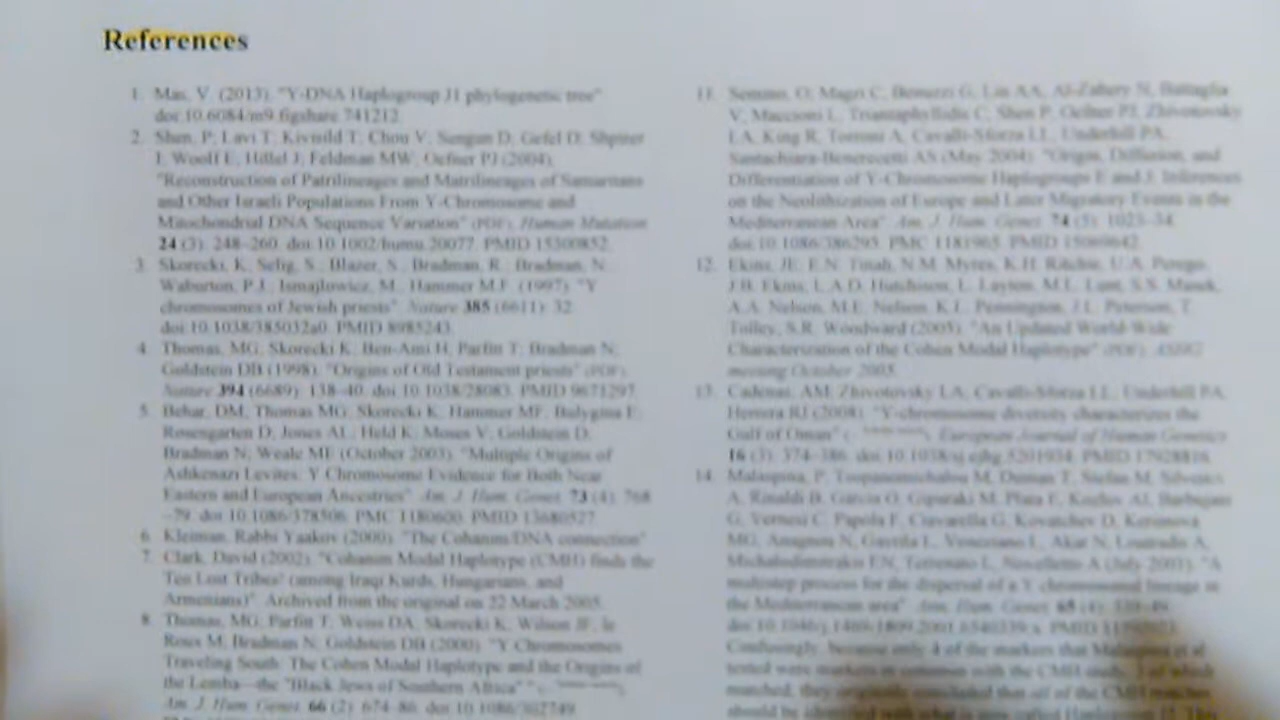 References
1. Mas, V. (2013). "Y-DNA Haplogroup J1 phylogenetic tree"
doi:10.6084/m9.figshare.741212.
2. Shen, P; Lavi T; Kivisild T; Chou V; Sengun D; Gefel D; Shpirer
I; Woolf E; Hillel J; Feldman MW; Oefner PJ (2004).
"Reconstruction of Patrilineages and Matrilineages of Samaritans
and Other Israeli Populations From Y-Chromosome and
Mitochondrial DNA Sequence Variation" (PDF). Human Mutation
24 (3): 248–260. doi:10.1002/humu.20077. PMID 15300852.
3. Skorecki, K; Selig, S.; Blazer, S.; Bradman, R.; Bradman, N;
Waburton, P.J.; Ismajlowicz, M.; Hammer M.F. (1997). "Y
chromosomes of Jewish priests". Nature 385 (6611): 32.
doi:10.1038/385032a0. PMID 8985243.
4. Thomas, MG; Skorecki K; Ben-Ami H; Parfitt T; Bradman N;
Goldstein DB (1998). "Origins of Old Testament priests" (PDF).
Nature 394 (6689): 138–40. doi:10.1038/28083. PMID 9671297.
5. Behar, DM; Thomas MG; Skorecki K; Hammer MF; Bulygina E;
Rosengarten D; Jones AL; Held K; Moses V; Goldstein D;
Bradman N; Weale MF (October 2003). "Multiple Origins of
Ashkenazi Levites: Y Chromosome Evidence for Both Near
Eastern and European Ancestries". Am. J. Hum. Genet. 73 (4): 768
–79. doi:10.1086/378506. PMC 1180600. PMID 13680527.
6. Kleiman, Rabbi Yaakov (2000). "The Cohanim/DNA connection"
7. Clark, David (2002). "Cohanim Modal Haplotype (CMH) finds the
Ten Lost Tribes! (among Iraqi Kurds, Hungarians, and
Armenians)". Archived from the original on 22 March 2005.
8. Thomas, MG; Parfitt T; Weiss DA; Skorecki K; Wilson JF; le
Roux M; Bradman N; Goldstein DB (2000). "Y Chromosomes
Traveling South: The Cohen Modal Haplotype and the Origins of
the Lemba—the "Black Jews of Southern Africa""
Am. J. Hum. Genet. 66 (2): 674–86. doi:10.1086/302749.
11. Semino, O; Magri C; Benuzzi G; Lin AA; Al-Zahery N; Battaglia
V; Maccioni L; Triantaphyllidis C; Shen P; Oefner PJ; Zhivotovsky
LA; King R; Torroni A; Cavalli-Sforza LL; Underhill PA;
Santachiara-Benerecetti AS (May 2004). "Origin, Diffusion, and
Differentiation of Y-Chromosome Haplogroups E and J: Inferences
on the Neolithization of Europe and Later Migratory Events in the
Mediterranean Area". Am. J. Hum. Genet. 74 (5): 1023–34.
doi:10.1086/386295. PMC 1181965. PMID 15069642.
12. Ekins, JE; E.N. Tinah, N.M. Myres, K.H. Ritchie, U.A. Perego,
J.B. Ekins, L.A.D. Hutchison, L. Layton, M.L. Lunt, S.S. Masek,
A.A. Nelson, M.E. Nelson, K.L. Pennington, J.L. Peterson, T.
Tolley, S.R. Woodward (2005). "An Updated World-Wide
Characterization of the Cohen Modal Haplotype" (PDF). ASHG
meeting October 2005.
13. Cadenas, AM; Zhivotovsky LA; Cavalli-Sforza LL; Underhill PA;
Herrera RJ (2008). "Y-chromosome diversity characterizes the
Gulf of Oman". European Journal of Human Genetics
16 (3): 374–386. doi:10.1038/sj.ejhg.5201934. PMID 17928816.
14. Malaspina, P; Tsopanomichalou M; Duman T; Stefan M; Silvestri
A; Rinaldi B; Garcia O; Giparaki M; Plata E; Kozlov AI; Barbujani
G; Vernesi C; Papola F; Ciavarella G; Kovatchev D; Kerimova
MG; Anagnou N; Gavrila L; Veneziano L; Akar N; Loutradis A;
Michalodimitrakis EN; Terrenato L; Novelletto A (July 2003). "A
multistep process for the dispersal of a Y chromosomal lineage in
the Mediterranean area". Ann. Hum. Genet. 65 (4):
Confusingly, because only 4 of the markers that Malaspina et al
tested were markers in common with the CMH study, 3 of which
matched, they originally concluded that all of the CMH matches
should be identified with what is now called Haplogroup